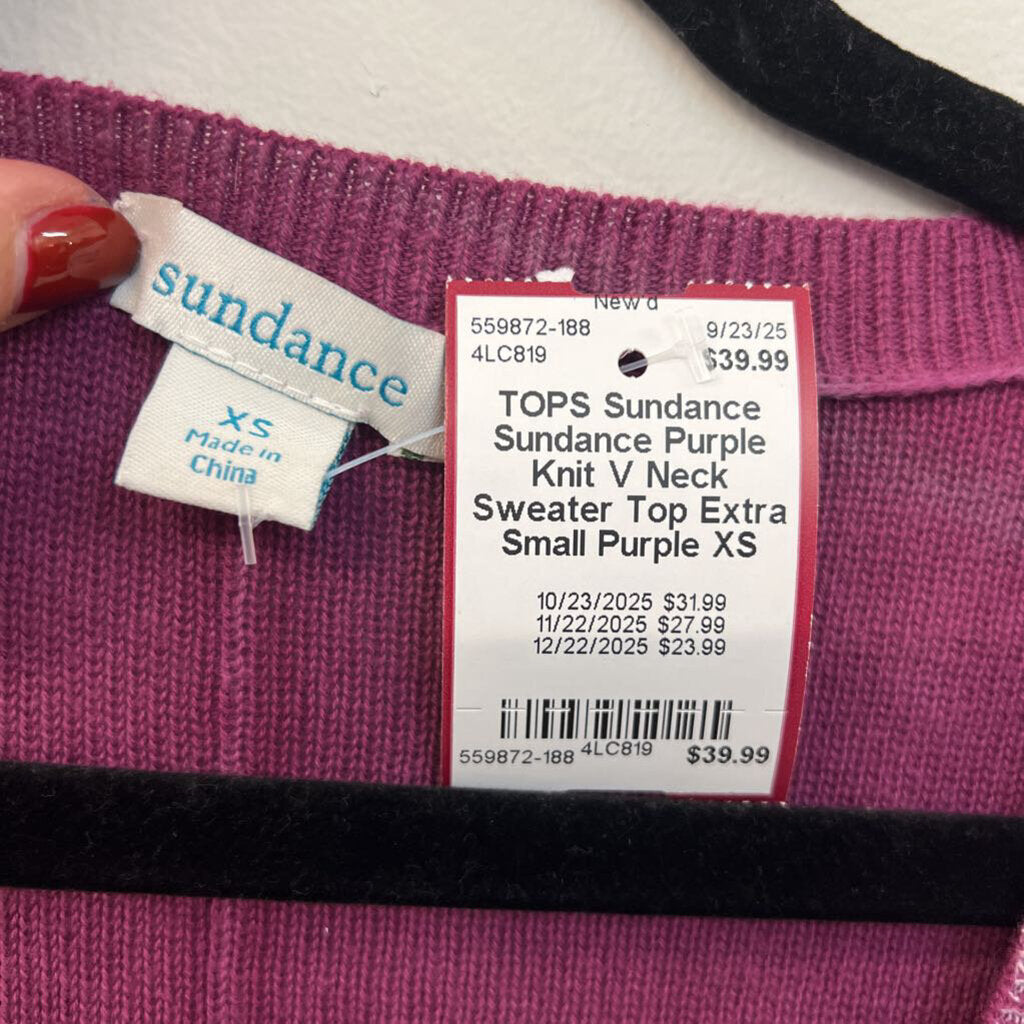 sundance
XS
Made in
China
New d
559872-188 9/23/25
4LC819 $39.99
TOPS Sundance
Sundance Purple
Knit V Neck
Sweater Top Extra
Small Purple XS
10/23/2025 $31.99
11/22/2025 $27.99
12/22/2025 $23.99
559872-188 4LC819 $39.99